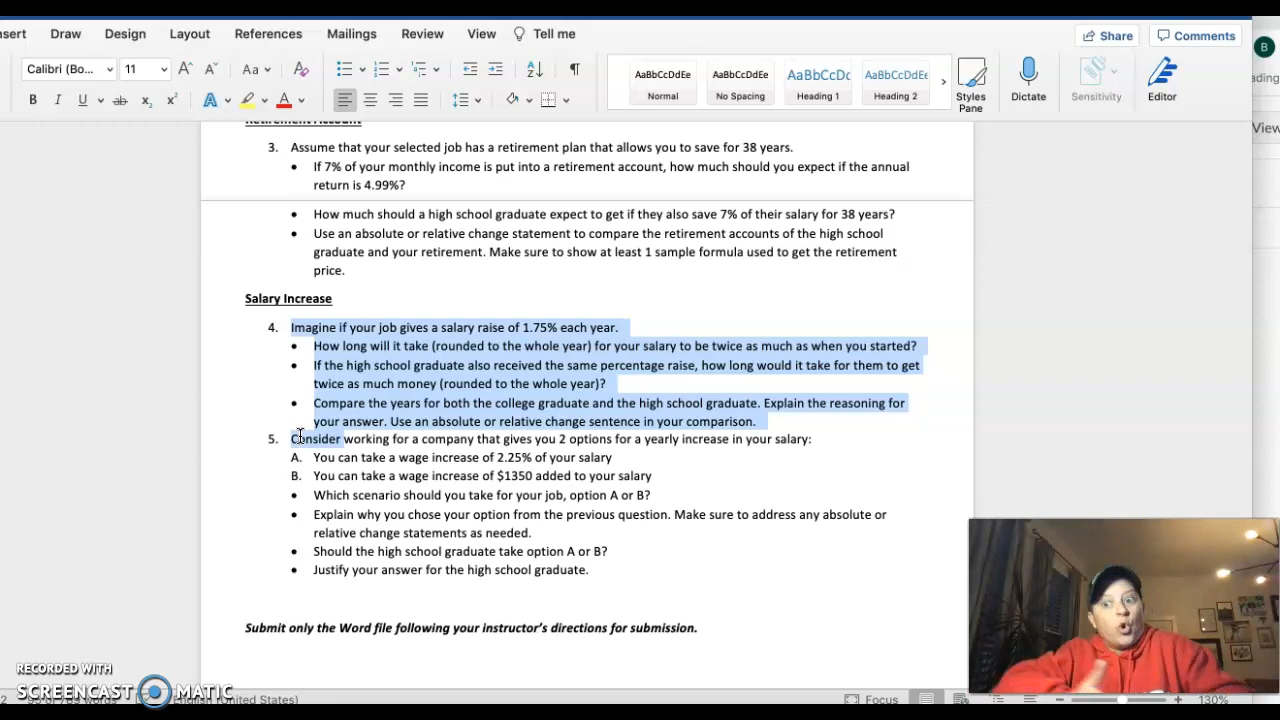 nsert Draw Design Layout References Mailings Review View Tell me Share Comments B
Calibri (Bo... 11 Aa AaBbCcDdEe AaBbCcDdEe AaBbCcDc AaBbCcDdEe
Normal No Spacing Heading 1 Heading 2 Styles Pane Dictate Sensitivity Editor
ading
View
Retirement Account
3. Assume that your selected job has a retirement plan that allows you to save for 38 years.
• If 7% of your monthly income is put into a retirement account, how much should you expect if the annual
return is 4.99%?
• How much should a high school graduate expect to get if they also save 7% of their salary for 38 years?
• Use an absolute or relative change statement to compare the retirement accounts of the high school
graduate and your retirement. Make sure to show at least 1 sample formula used to get the retirement
price.
Salary Increase
4. Imagine if your job gives a salary raise of 1.75% each year.
• How long will it take (rounded to the whole year) for your salary to be twice as much as when you started?
• If the high school graduate also received the same percentage raise, how long would it take for them to get
twice as much money (rounded to the whole year)?
• Compare the years for both the college graduate and the high school graduate. Explain the reasoning for
your answer. Use an absolute or relative change sentence in your comparison.
5. Consider working for a company that gives you 2 options for a yearly increase in your salary:
A. You can take a wage increase of 2.25% of your salary
B. You can take a wage increase of $1350 added to your salary
• Which scenario should you take for your job, option A or B?
• Explain why you chose your option from the previous question. Make sure to address any absolute or
relative change statements as needed.
• Should the high school graduate take option A or B?
• Justify your answer for the high school graduate.
Submit only the Word file following your instructor's directions for submission.
RECORDED WITH
SCREENCAST MATIC
English (United States) Focus 130%